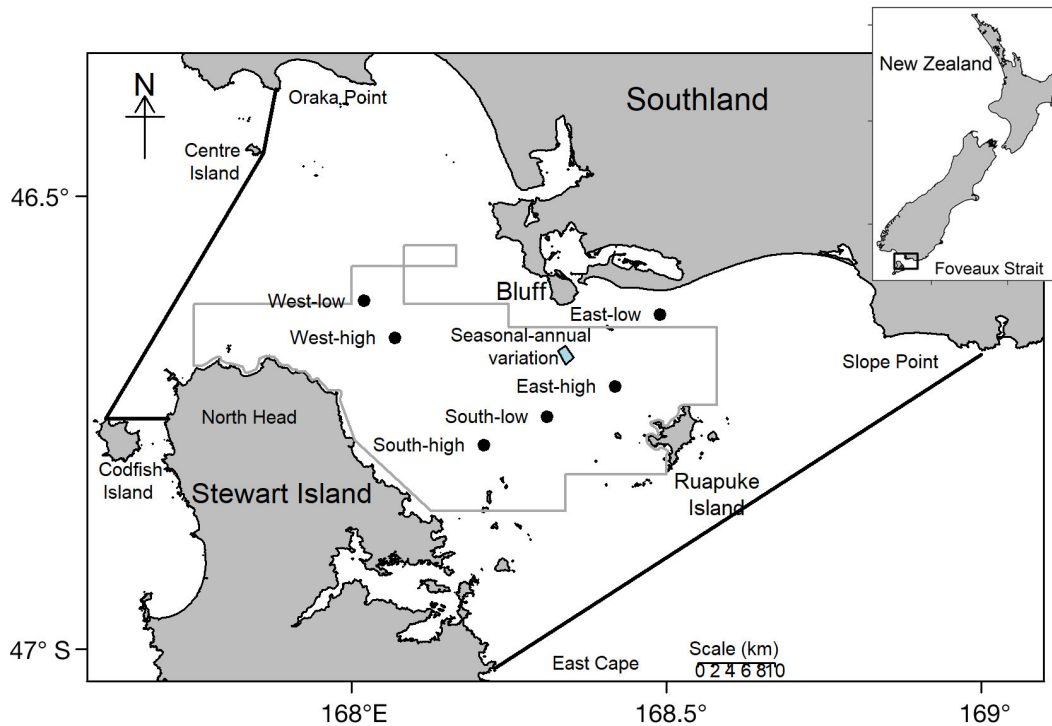 N
Oraka Point
Southland
New Zealand
Centre
Island
46.5°
Foveaux Strait
Bluff
West-low
East-low
West-high
Seasonal-annual
variation
Slope Point
East-high
North Head
South-low
South-high
Codfish
Island
Stewart Island
Ruapuke
Island
47° S
East Cape
Scale (km)
0 2 4 6 8 10
168°E
168.5°
169°